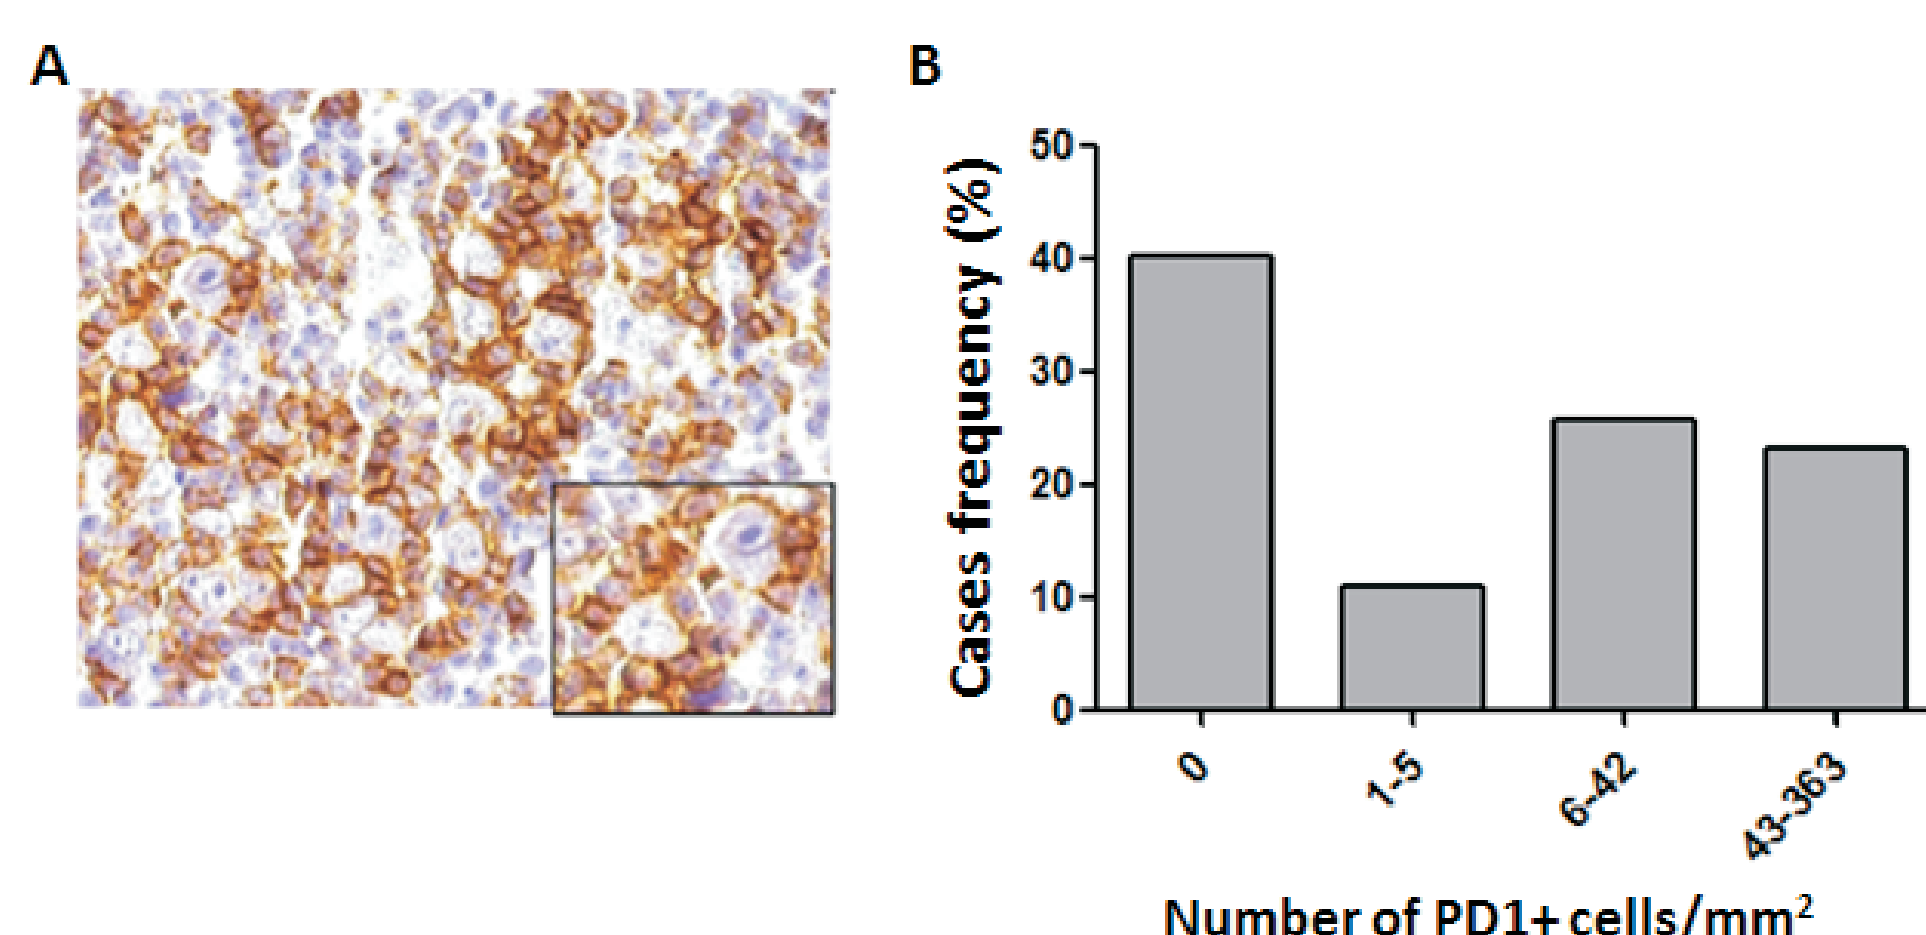 A
B
Cases frequency (%)
50
40
30
20
10
0
0
1-5
6-42
43-363
Number of PD1+ cells/mm²